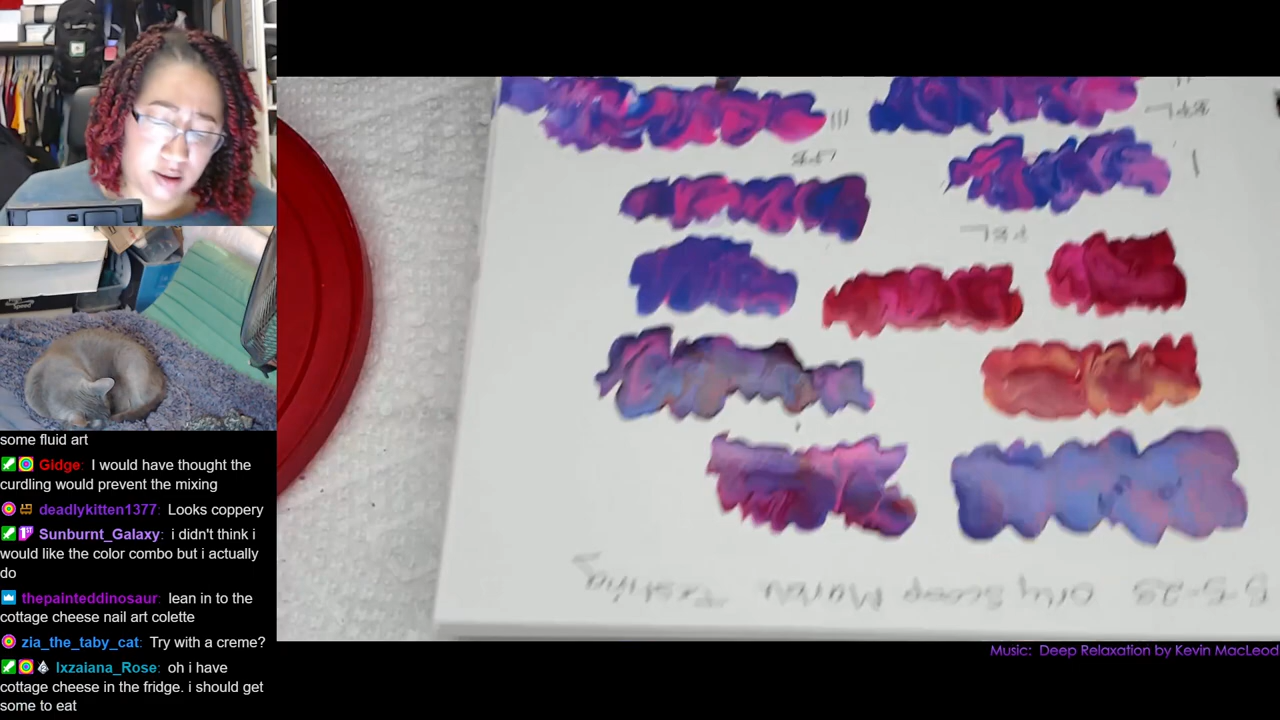 some fluid art
Gidge: I would have thought the
curdling would prevent the mixing
deadlykitten1377: Looks coppery
Sunburnt_Galaxy: i didn't think i
would like the color combo but i actually
do
thepainteddinosaur: lean in to the
cottage cheese nail art colette
zia_the_taby_cat: Try with a creme?
Ixzaiana_Rose: oh i have
cottage cheese in the fridge. i should get
some to eat
Music: Deep Relaxation by Kevin MacLeod